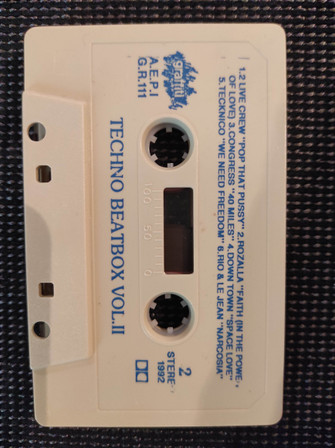 1.2 LIVE CREW "POP THAT PUSSY" 2.ROZALLA "FAITH (IN THE POWER
OF LOVE) 3.CONGRESS "40 MILES" 4.DOWN TOWN "SPACE LOVE"
5.TECKNICO "WE NEED FREEDOM" 6.RIO & LE JEAN "NARCOSIA"
grafiti
A.E.P.I
G.R.111
2
STEREO
1992
TECHNO BEATBOX VOL.II
100 50 0